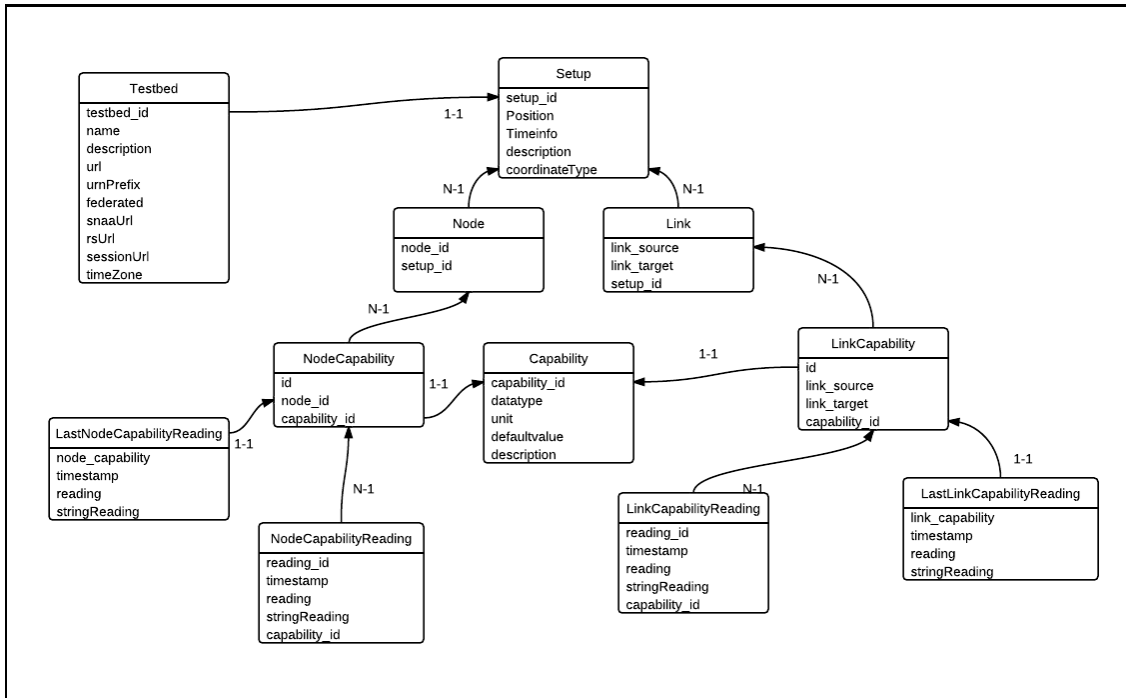 Testbed
testbed_id
name
description
url
urnPrefix
federated
snaaUrl
rsUrl
sessionUrl
timeZone
1-1
Setup
setup_id
Position
Timeinfo
description
coordinateType
N-1
N-1
Node
node_id
setup_id
Link
link_source
link_target
setup_id
N-1
N-1
NodeCapability
id
node_id
capability_id
1-1
Capability
capability_id
datatype
unit
defaultvalue
description
1-1
LinkCapability
id
link_source
link_target
capability_id
LastNodeCapabilityReading
node_capability
timestamp
reading
stringReading
1-1
N-1
NodeCapabilityReading
reading_id
timestamp
reading
stringReading
capability_id
N-1
LinkCapabilityReading
reading_id
timestamp
reading
stringReading
capability_id
1-1
LastLinkCapabilityReading
link_capability
timestamp
reading
stringReading